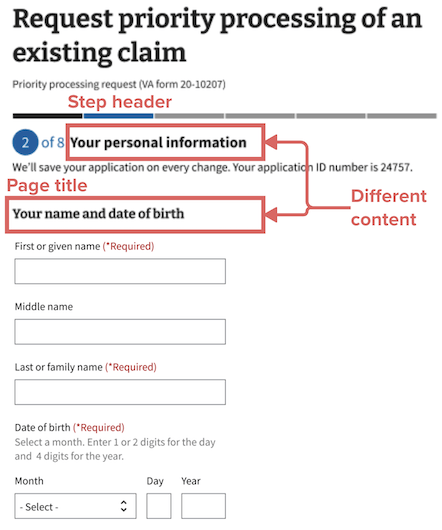 Request priority processing of an
existing claim
Priority processing request (VA form 20-10207)
Step header
2 of 8 Your personal information
We'll save your application on every change. Your application ID number is 24757.
Page title
Different
content
Your name and date of birth
First or given name (*Required)
Middle name
Last or family name (*Required)
Date of birth (*Required)
Select a month. Enter 1 or 2 digits for the day
and 4 digits for the year.
Month Day Year
- Select -